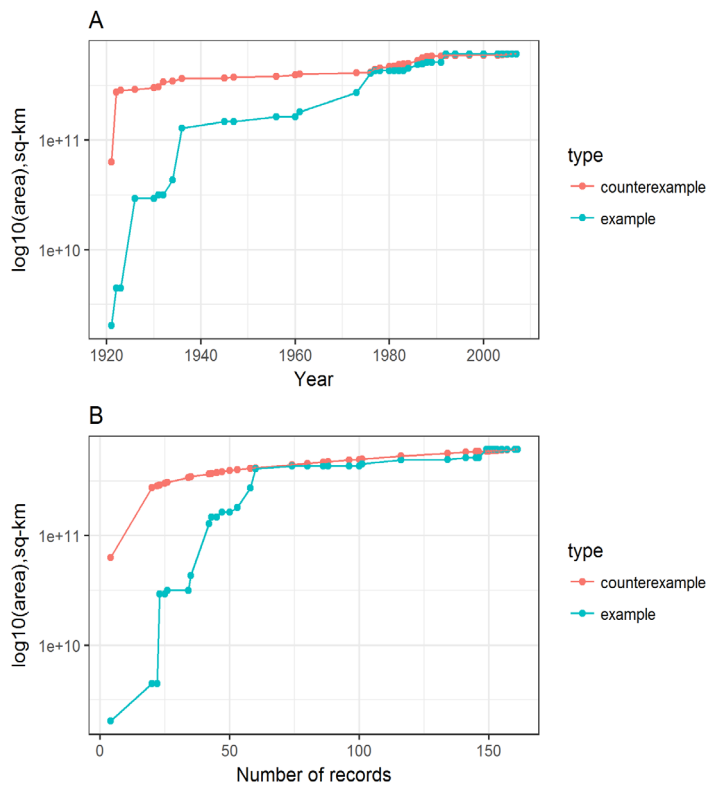 A
log10(area),sq-km
1e+11
1e+10
1920 1940 1960 1980 2000
Year
type
counterexample
example
B
log10(area),sq-km
1e+11
1e+10
0 50 100 150
Number of records
type
counterexample
example